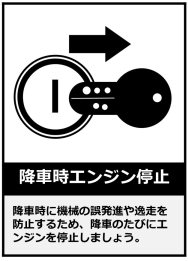 降車時エンジン停止
降車時に機械の誤発進や逸走を
防止するため、降車のたびにエ
ンジンを停止しましょう。